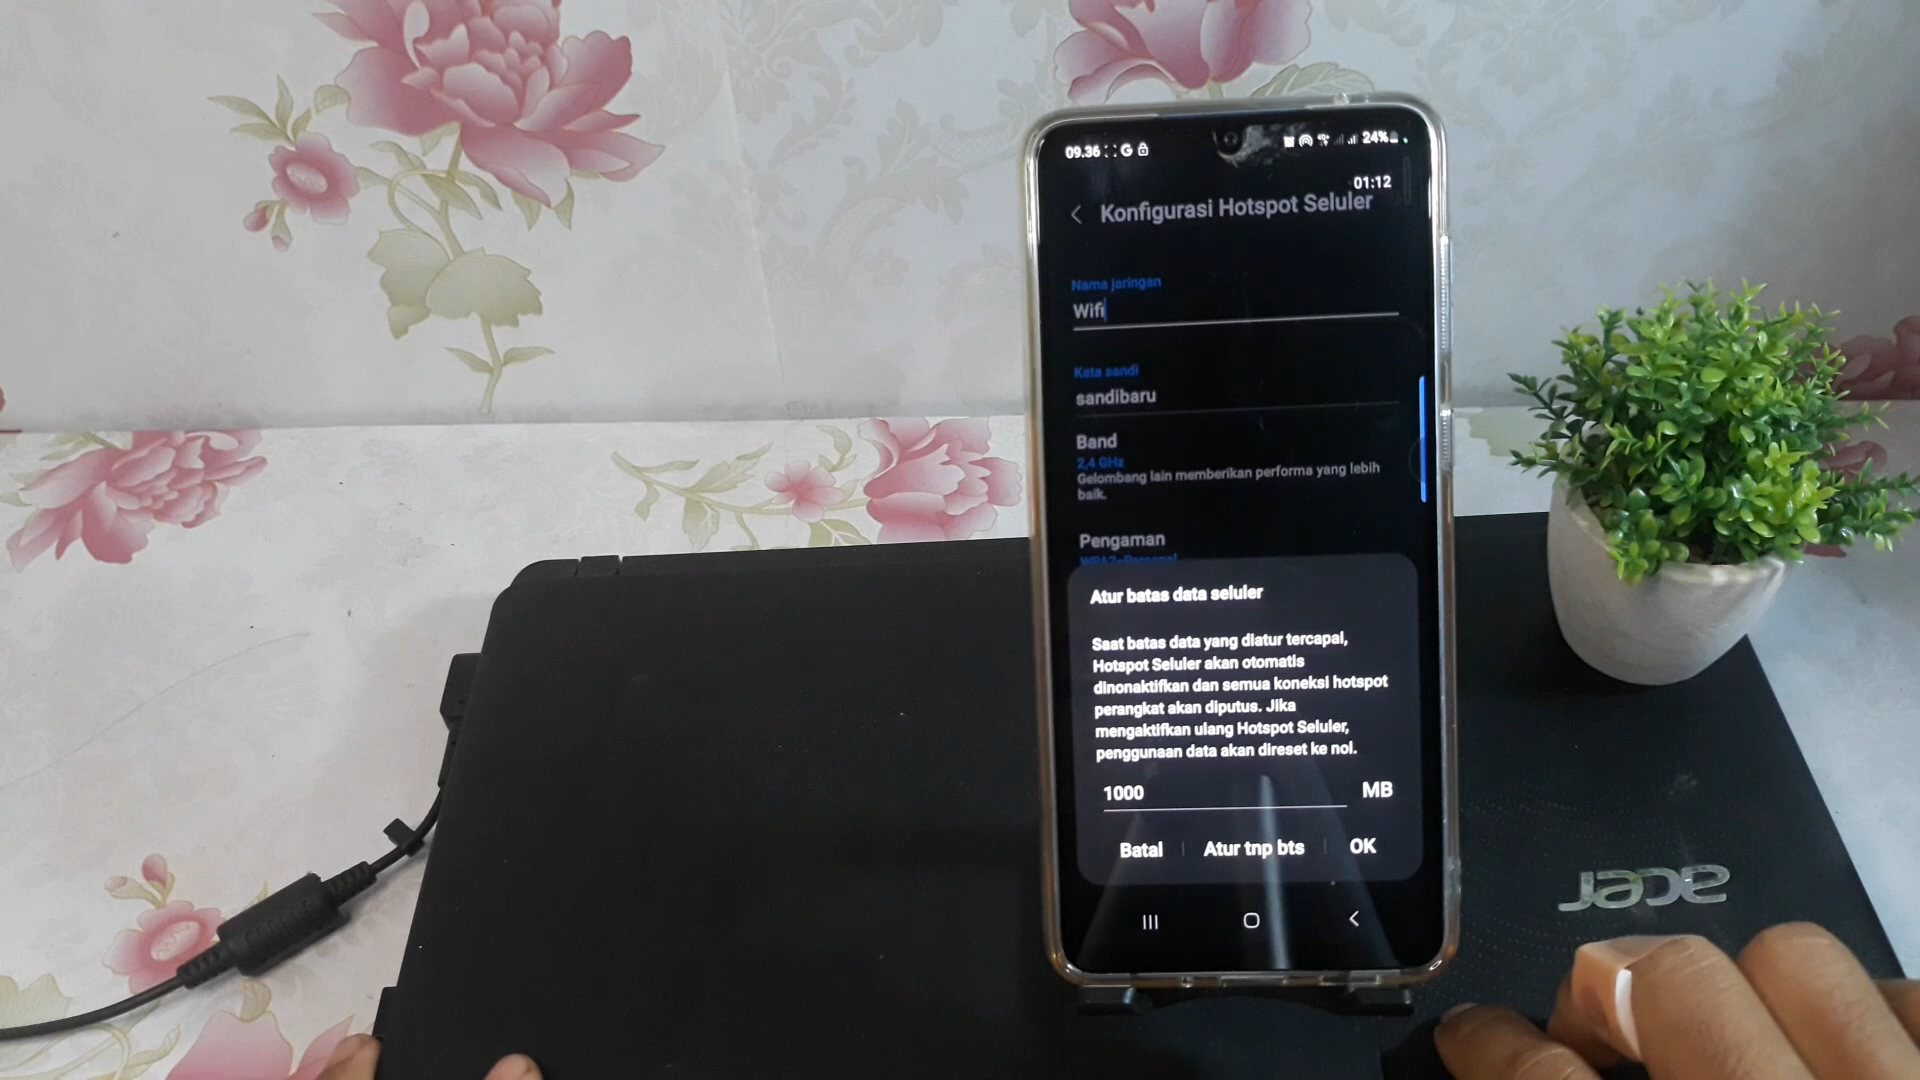 09.36 G 24%
01:12
Konfigurasi Hotspot Seluler
Nama jaringan
Wifi
Kata sandi
sandibaru
Band
2,4 GHz
Gelombang lain memberikan performa yang lebih
baik.
Pengaman
WPA2-Personal
Atur batas data seluler
Saat batas data yang diatur tercapai,
Hotspot Seluler akan otomatis
dinonaktifkan dan semua koneksi hotspot
perangkat akan diputus. Jika
mengaktifkan ulang Hotspot Seluler,
penggunaan data akan direset ke nol.
1000 MB
Batal Atur tnp bts OK
acer